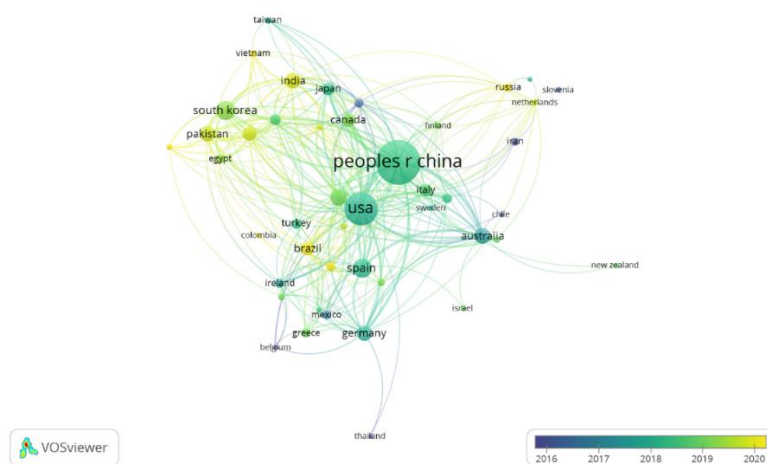 taiwan
vietnam
india
japan
russia
slovenia
netherlands
south korea
canada
finland
pakistan
iran
egypt
peoples r china
italy
usa
sweden
chile
turkey
colombia
australia
brazil
spain
new zealand
ireland
israel
mexico
greece
germany
belgium
thailand
VOSviewer
2016 2017 2018 2019 2020